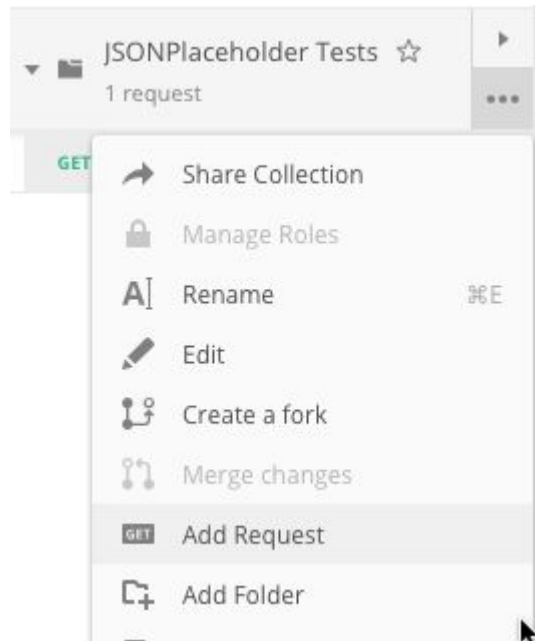 JSONPlaceholder Tests
1 request
GET
Share Collection
Manage Roles
Rename ⌘E
Edit
Create a fork
Merge changes
GET Add Request
Add Folder